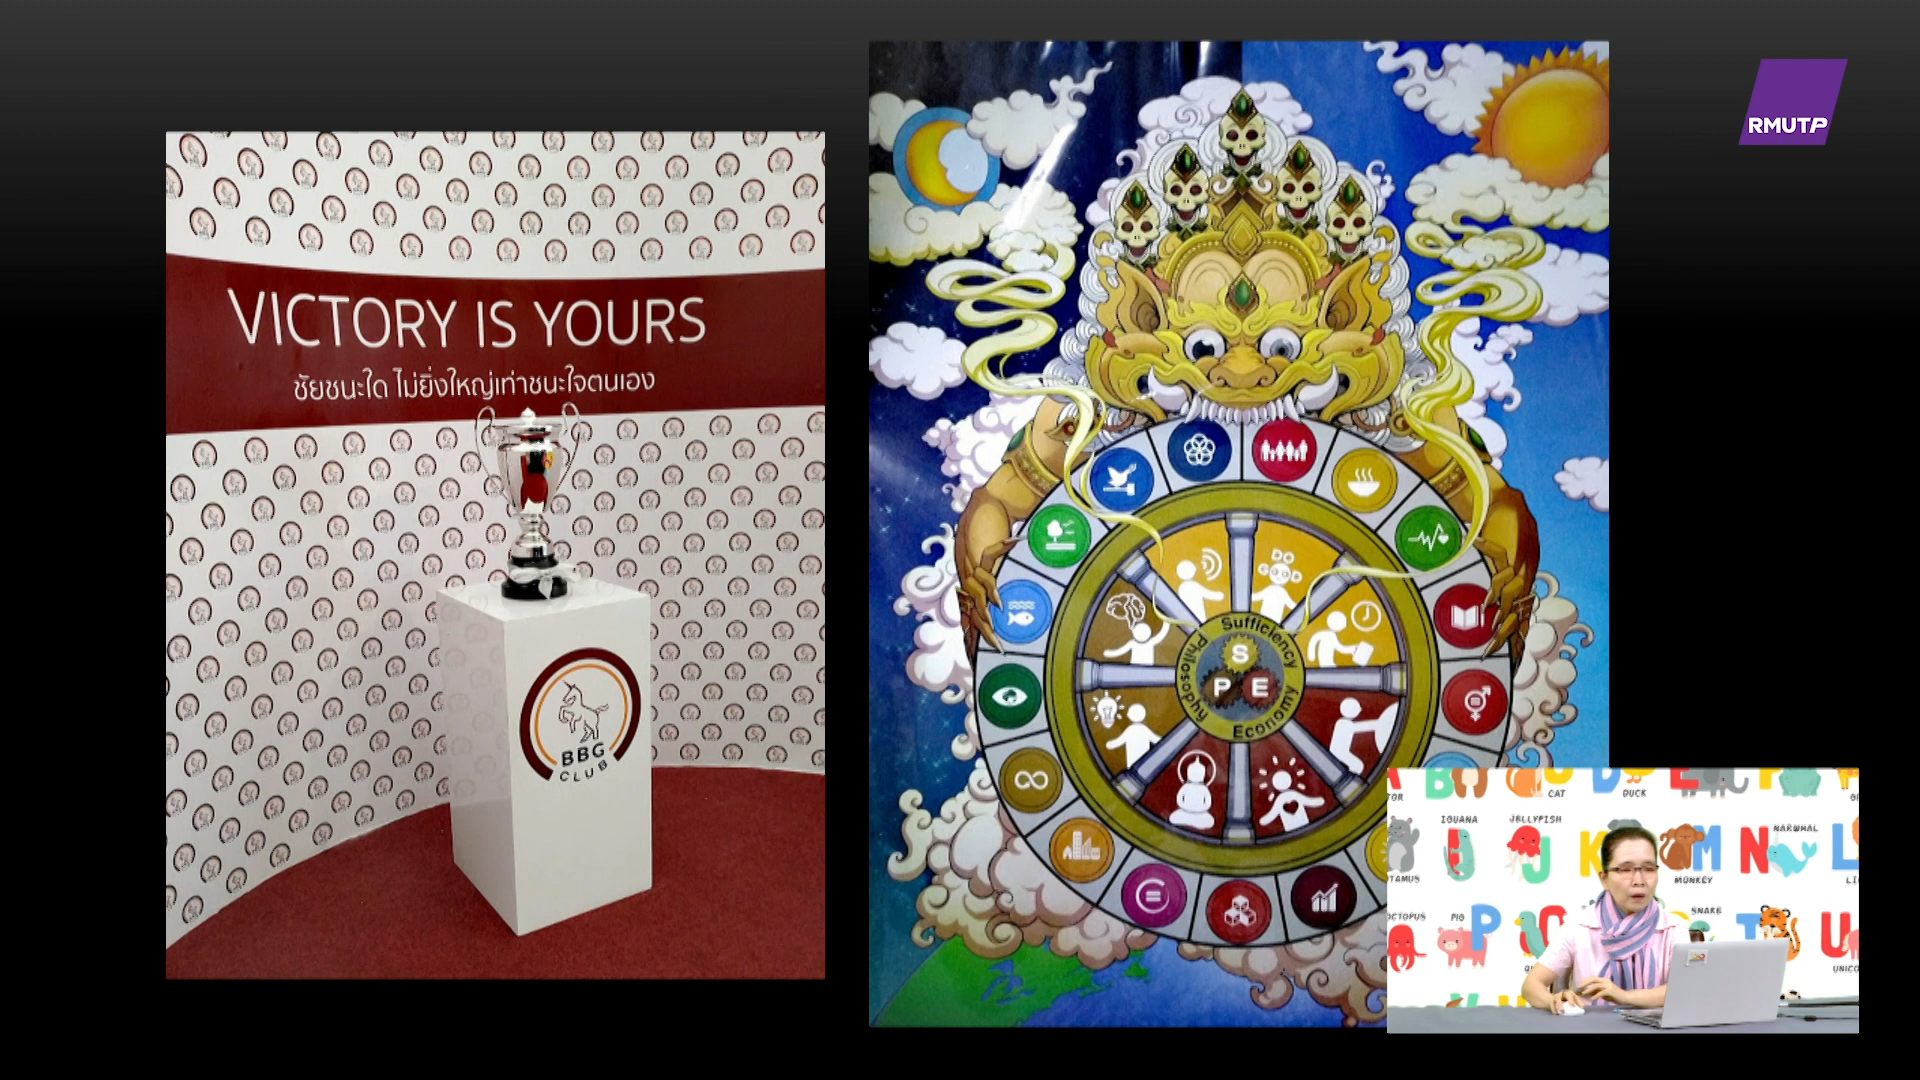 VICTORY IS YOURS
ชัยชนะใด ไม่ยิ่งใหญ่เท่าชนะใจตนเอง
BBG
CLUB
DO
GOOD
Sufficiency
Economy
Philosophy
S
P E
RMUTP
CAT
DUCK
IGUANA
JELLYFISH
NARWHAL
MONKEY
OCTOPUS
PIG
SNAKE